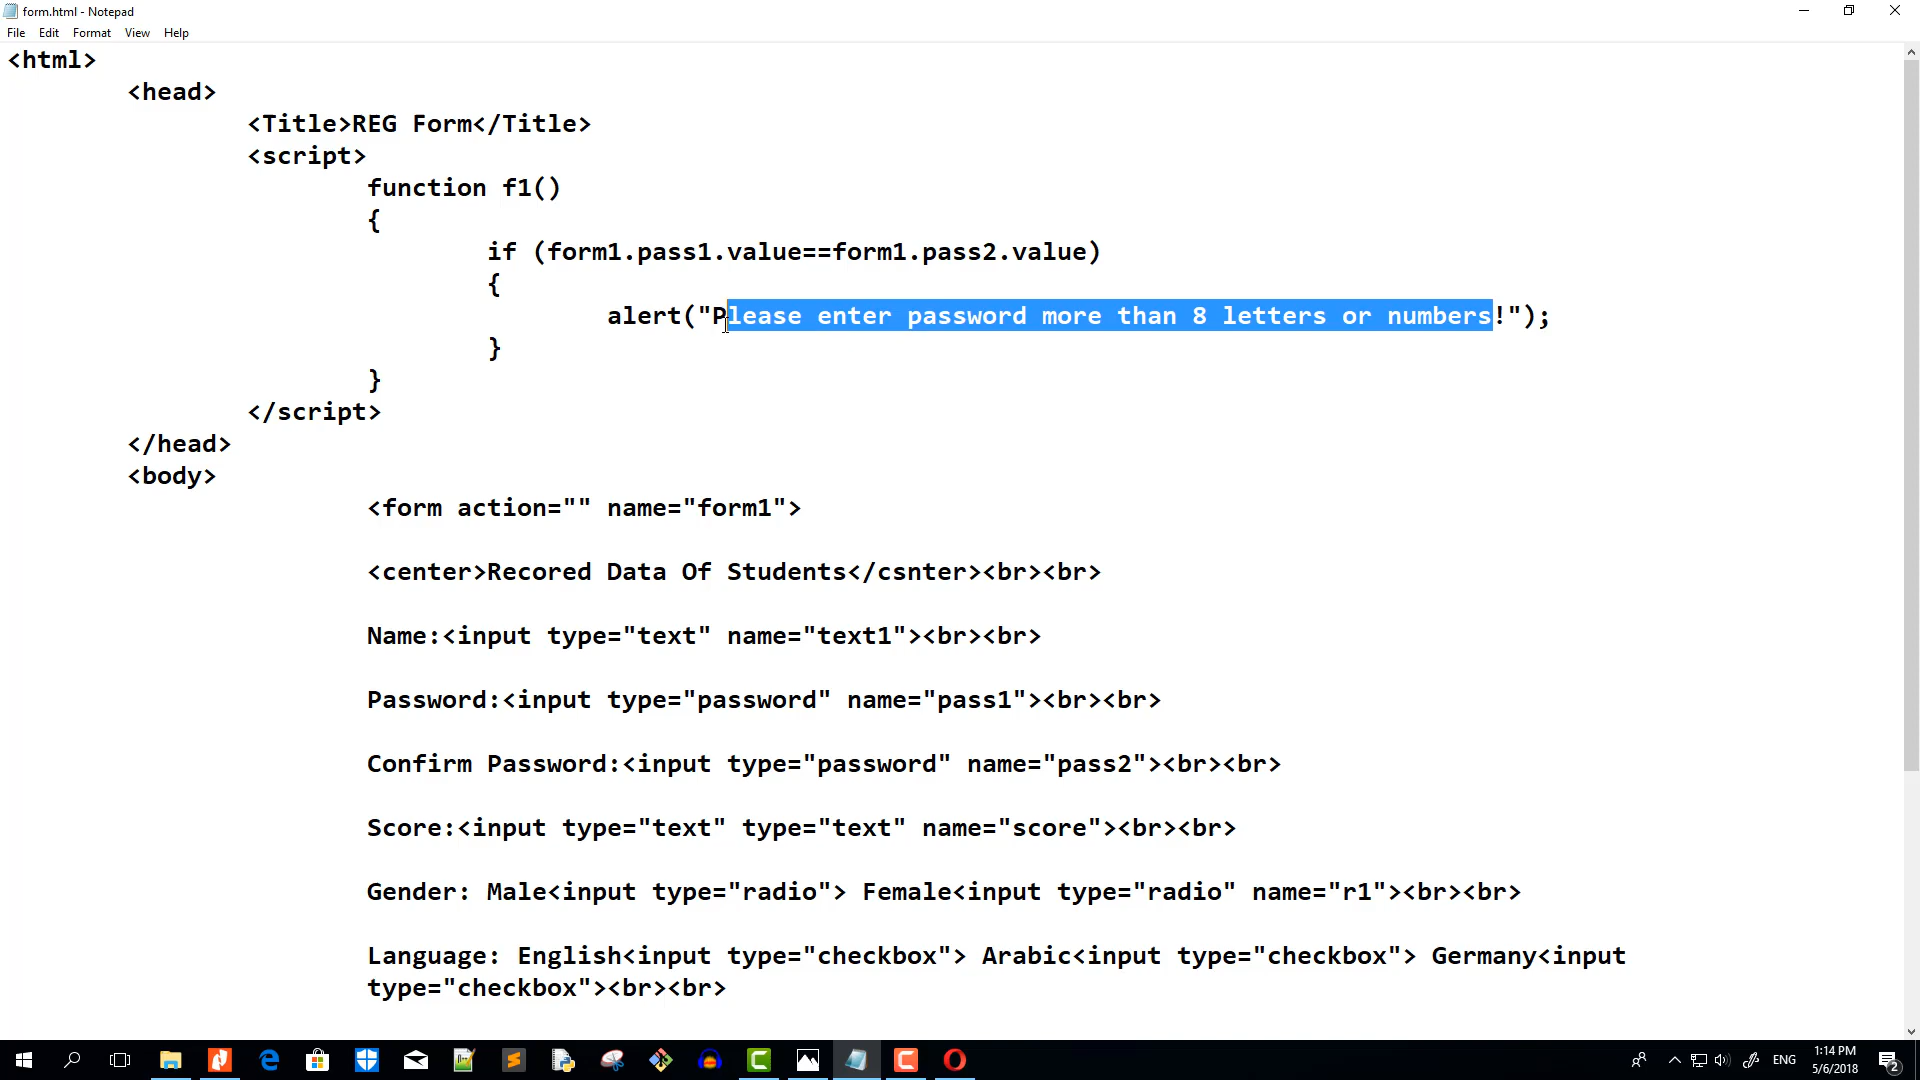 form.html - Notepad
File Edit Format View Help
<html>
<head>
<Title>REG Form</Title>
<script>
function f1()
{
if (form1.pass1.value==form1.pass2.value)
{
alert("Please enter password more than 8 letters or numbers!");
}
}
</script>
</head>
<body>
<form action="" name="form1">
<center>Recored Data Of Students</csnter><br><br>
Name:<input type="text" name="text1"><br><br>
Password:<input type="password" name="pass1"><br><br>
Confirm Password:<input type="password" name="pass2"><br><br>
Score:<input type="text" type="text" name="score"><br><br>
Gender: Male<input type="radio"> Female<input type="radio" name="r1"><br><br>
Language: English<input type="checkbox"> Arabic<input type="checkbox"> Germany<input
type="checkbox"><br><br>
ENG
1:14 PM
5/6/2018
2